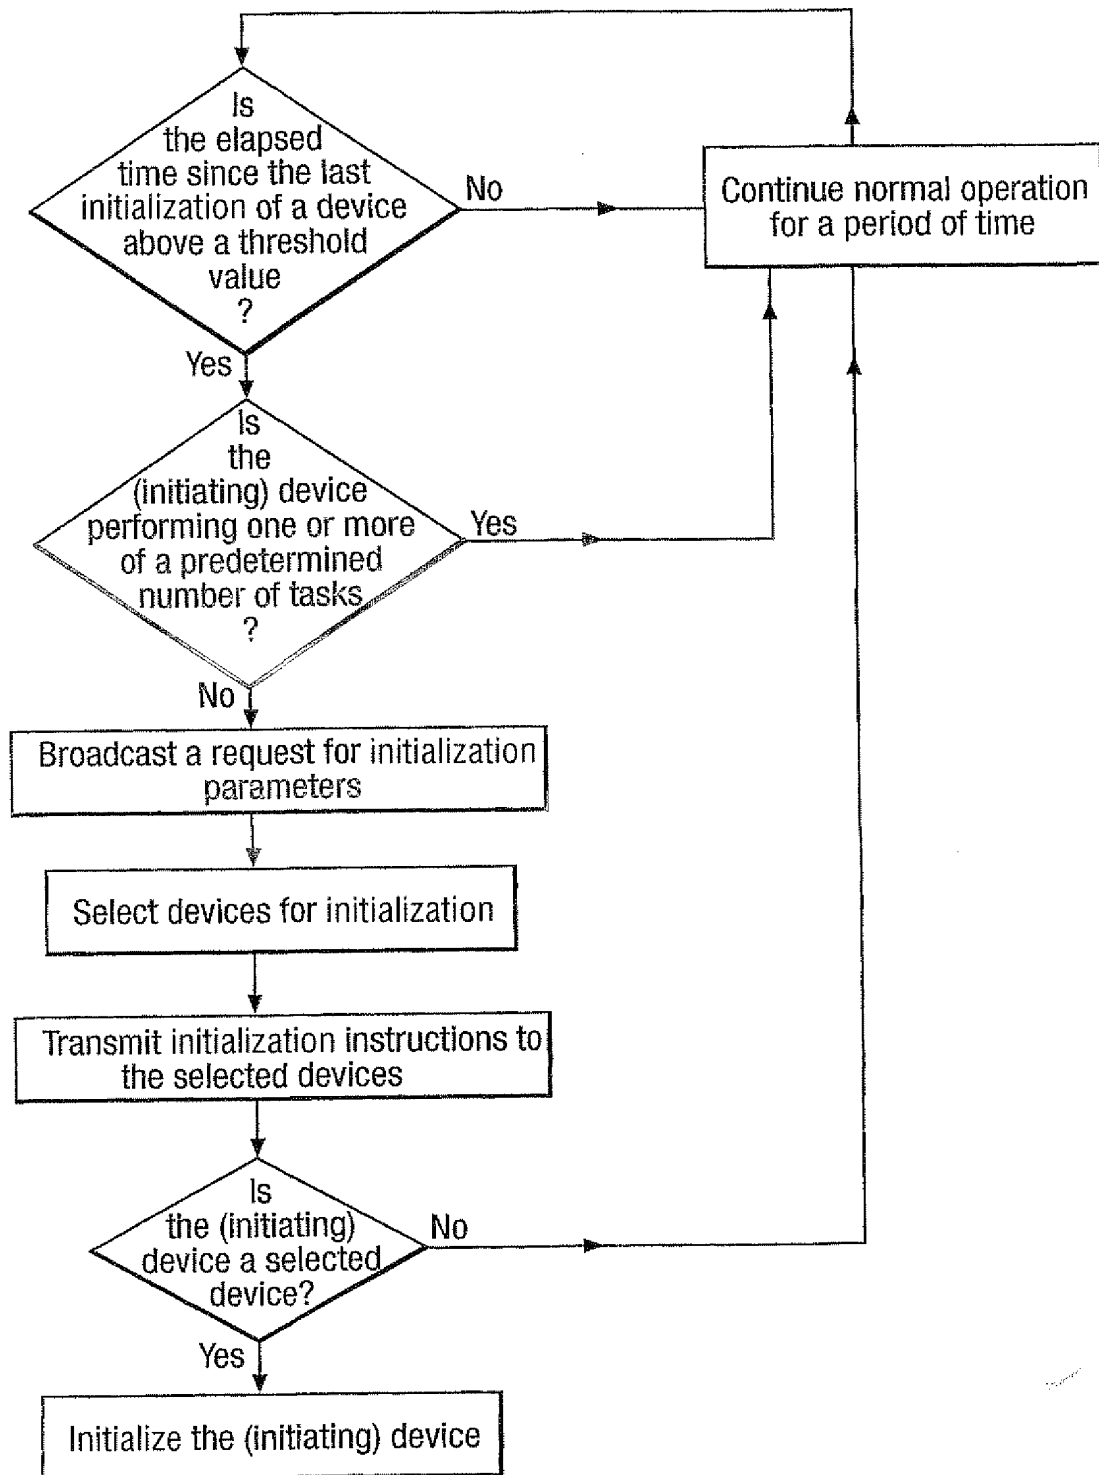 Is
the elapsed
time since the last
initialization of a device
above a threshold
value
?
No
Continue normal operation
for a period of time
Yes
Is
the
(initiating) device
performing one or more
of a predetermined
number of tasks
?
Yes
No
Broadcast a request for initialization
parameters
Select devices for initialization
Transmit initialization instructions to
the selected devices
Is
the (initiating)
device a selected
device?
No
Yes
Initialize the (initiating) device